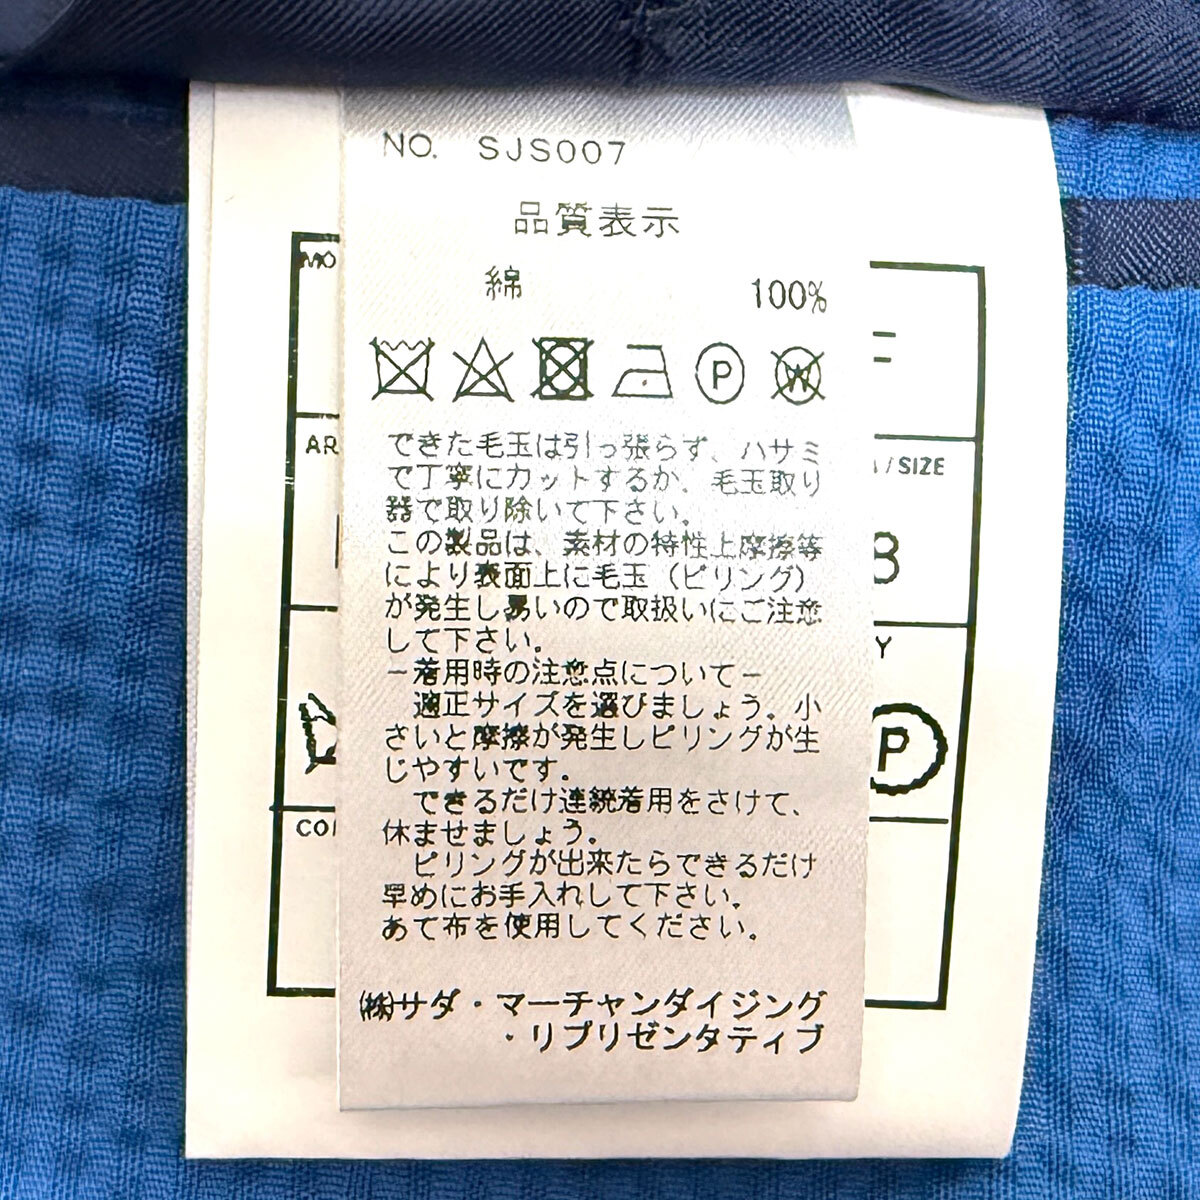 NO. SJS007
品質表示
綿 100%
P W
できた毛玉は引っ張らず、ハサミ
で丁寧にカットするか、毛玉取り
器で取り除いて下さい。
この製品は、素材の特性上摩擦等
により表面上に毛玉（ピリング）
が発生し易いので取扱いにご注意
して下さい。
－着用時の注意点について－
適正サイズを選びましょう。小
さいと摩擦が発生しピリングが生
じやすいです。
できるだけ連続着用をさけて、
休ませましょう。
ピリングが出来たらできるだけ
早めにお手入れして下さい。
あて布を使用してください。
㈱サダ・マーチャンダイジング
・リプリゼンタティブ
/SIZE
P